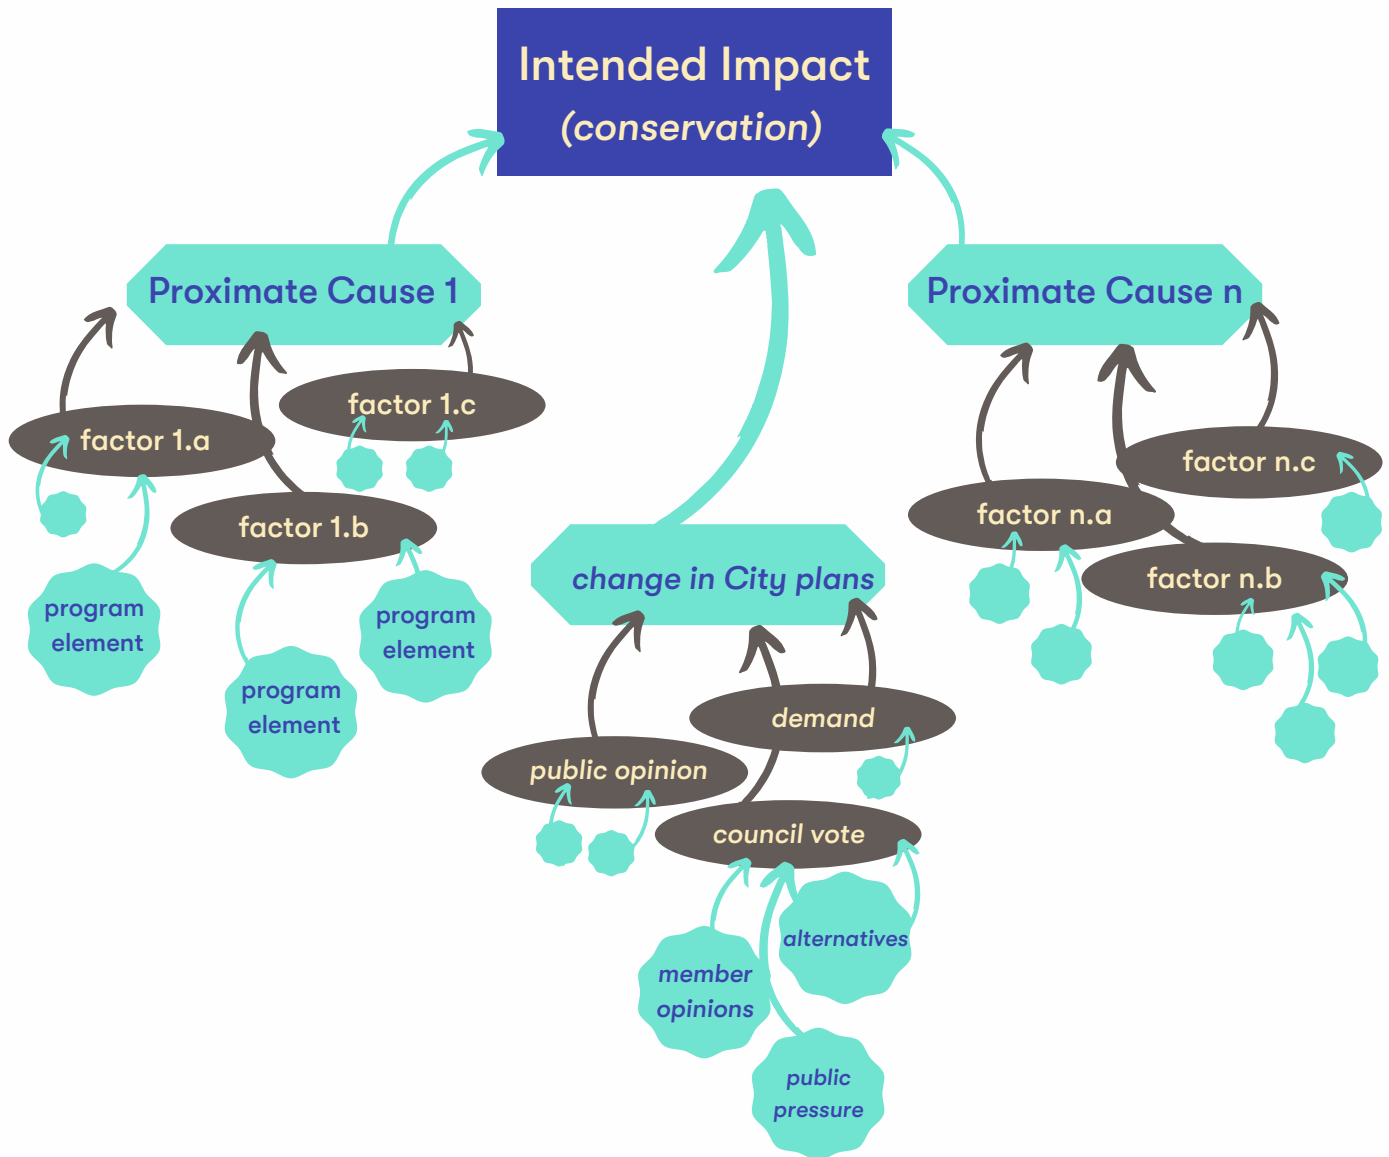 Intended Impact
(conservation)
Proximate Cause 1
Proximate Cause n
factor 1.a
factor 1.c
factor 1.b
program
element
program
element
program
element
change in City plans
demand
public opinion
council vote
member
opinions
alternatives
public
pressure
factor n.c
factor n.a
factor n.b